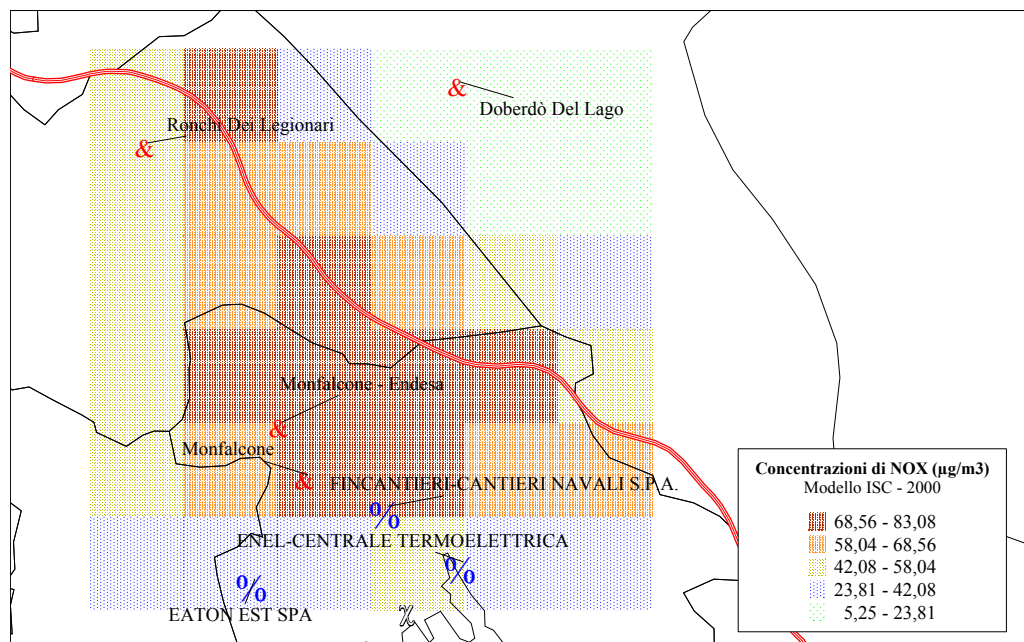 Doberdò Del Lago
Ronchi Dei Legionari
Monfalcone - Endesa
Monfalcone
FINCANTIERI-CANTIERI NAVALI S.P.A.
ENEL-CENTRALE TERMOELETTRICA
EATON EST SPA
Concentrazioni di NOX (µg/m3)
Modello ISC - 2000
68,56 - 83,08
58,04 - 68,56
42,08 - 58,04
23,81 - 42,08
5,25 - 23,81